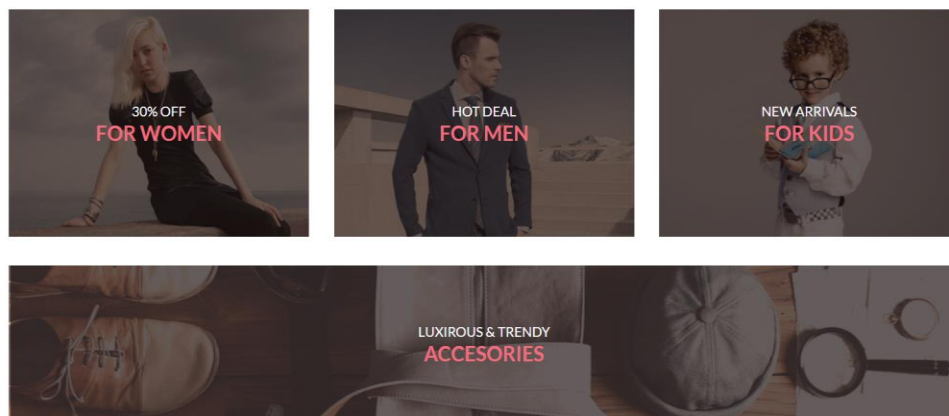 30% OFF
FOR WOMEN
HOT DEAL
FOR MEN
NEW ARRIVALS
FOR KIDS
LUXIROUS & TRENDY
ACCESORIES